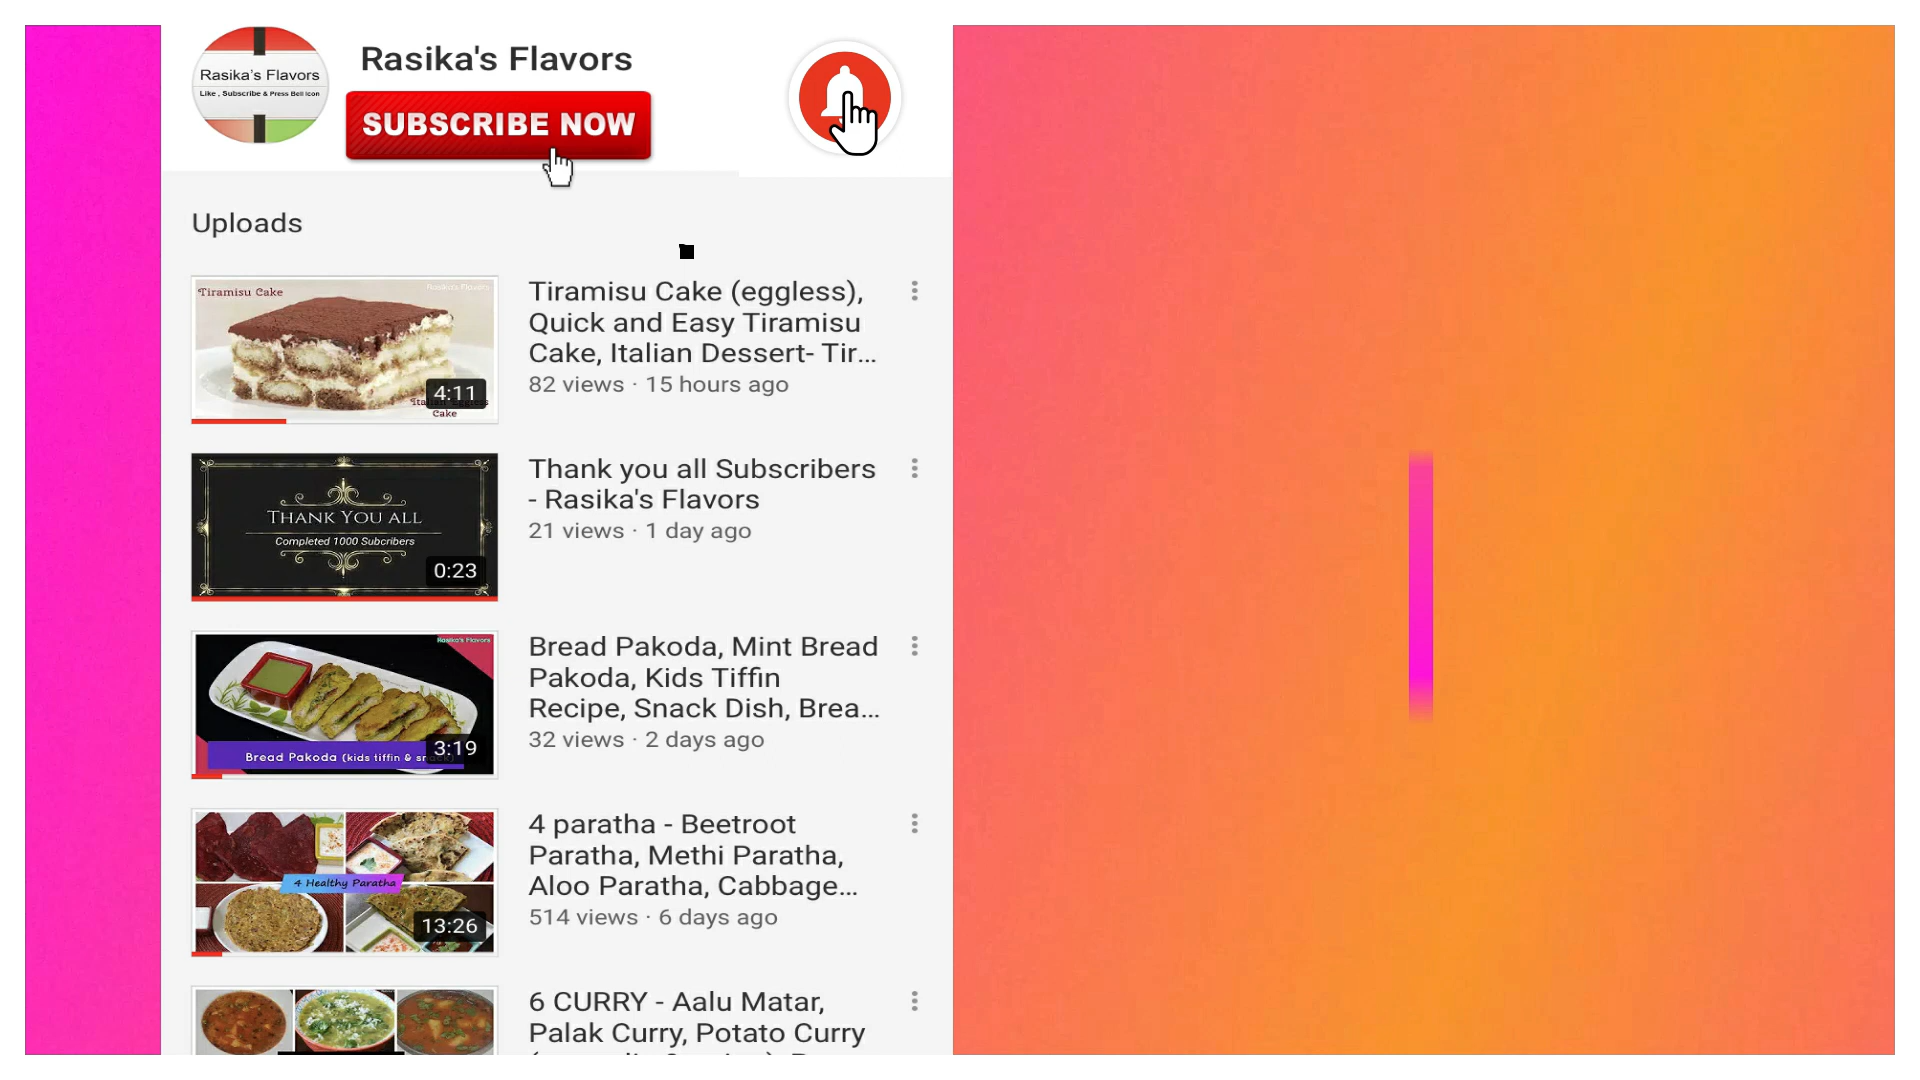 Rasika's Flavors
Like , Subscribe & Press Bell Icon
Rasika's Flavors
SUBSCRIBE NOW
Uploads
Tiramisu Cake
Rasika's Flavors
4:11
Cake
Tiramisu Cake (eggless),
Quick and Easy Tiramisu
Cake, Italian Dessert- Tir...
82 views · 15 hours ago
THANK YOU ALL
Completed 1000 Subcribers
0:23
Thank you all Subscribers
- Rasika's Flavors
21 views · 1 day ago
Rasika's Flavors
Bread Pakoda (kids tiffin &
3:19
Bread Pakoda, Mint Bread
Pakoda, Kids Tiffin
Recipe, Snack Dish, Brea...
32 views · 2 days ago
4 Healthy Paratha
13:26
4 paratha - Beetroot
Paratha, Methi Paratha,
Aloo Paratha, Cabbage...
514 views · 6 days ago
6 CURRY - Aalu Matar,
Palak Curry, Potato Curry